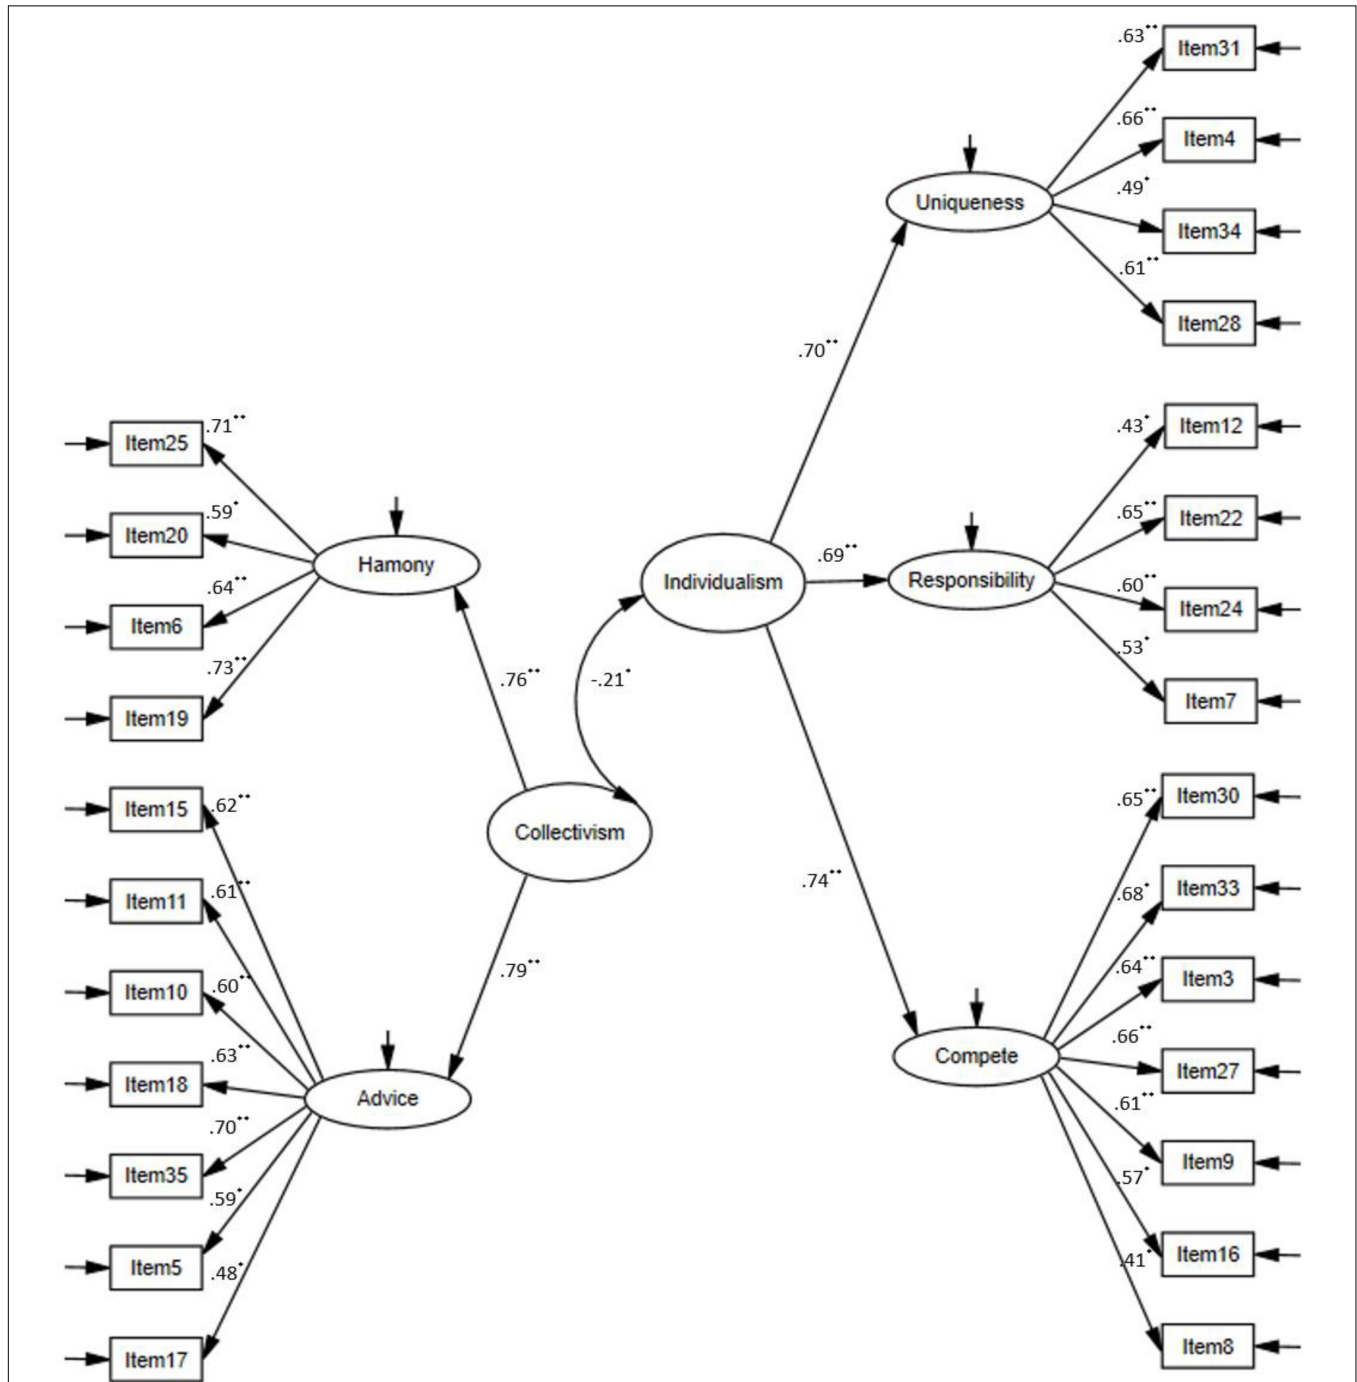 .63**
Item31
.66**
Item4
.49*
Item34
.61**
Item28
Uniqueness
.70**
.71**
Item25
.59*
Item20
.64**
Item6
.73**
Item19
Hamony
.76**
-.21*
Individualism
.69**
Responsibility
.43*
Item12
.65**
Item22
.60**
Item24
.53*
Item7
Collectivism
.79**
.74**
.62**
Item15
.61**
Item11
.60**
Item10
.63**
Item18
.70**
Item35
.59*
Item5
.48*
Item17
Advice
Compete
.65**
Item30
.68*
Item33
.64**
Item3
.66**
Item27
.61**
Item9
.57*
Item16
.41*
Item8